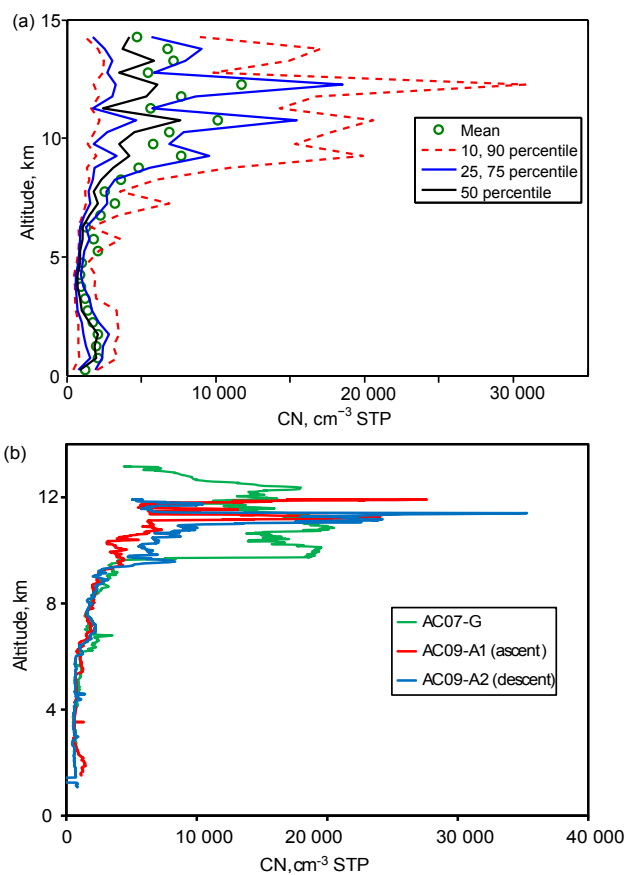 (a)
15
10
5
0
Altitude, km
Mean
10, 90 percentile
25, 75 percentile
50 percentile
0 10 000 20 000 30 000
CN, cm⁻³ STP
(b)
12
8
4
0
Altitude, km
AC07-G
AC09-A1 (ascent)
AC09-A2 (descent)
0 10 000 20 000 30 000 40 000
CN, cm⁻³ STP